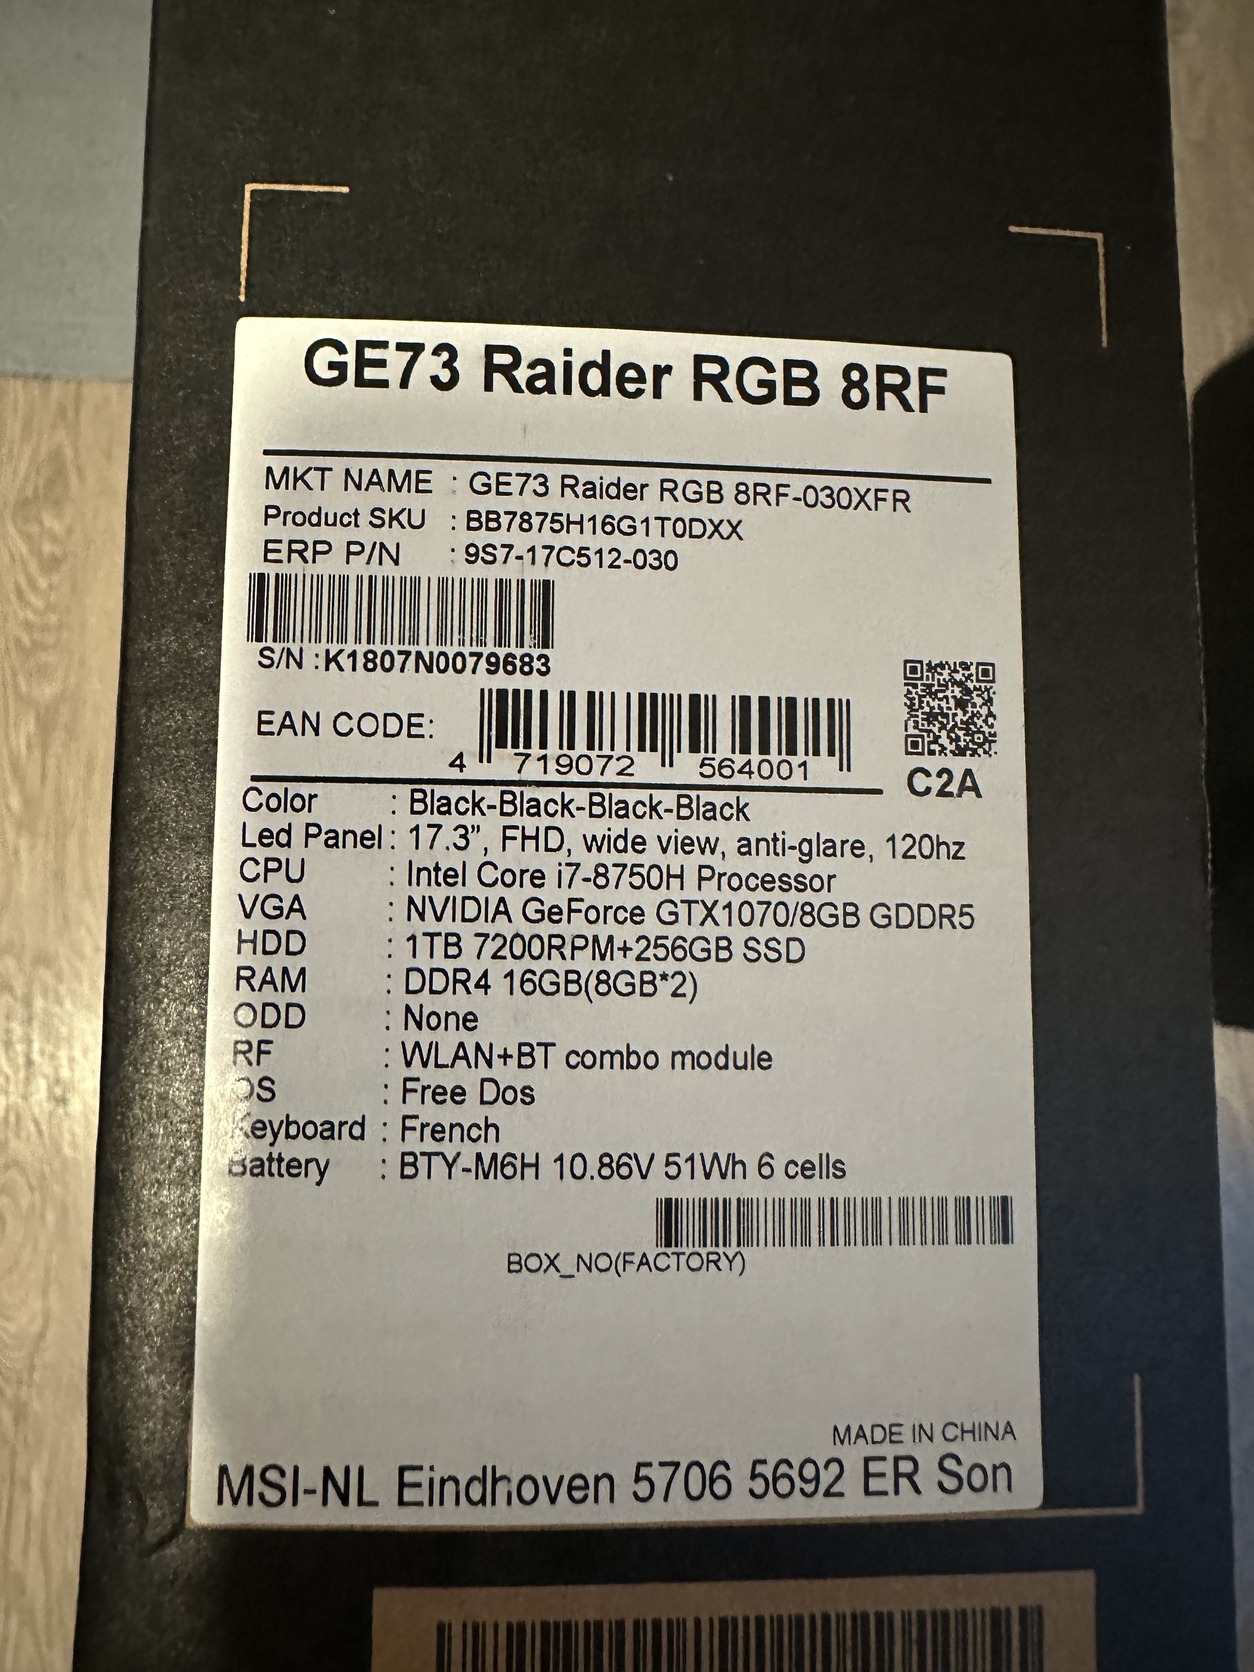 GE73 Raider RGB 8RF
MKT NAME : GE73 Raider RGB 8RF-030XFR
Product SKU : BB7875H16G1T0DXX
ERP P/N : 9S7-17C512-030
S/N :K1807N0079683
EAN CODE:
4 719072 564001
C2A
Color : Black-Black-Black-Black
Led Panel : 17.3", FHD, wide view, anti-glare, 120hz
CPU : Intel Core i7-8750H Processor
VGA : NVIDIA GeForce GTX1070/8GB GDDR5
HDD : 1TB 7200RPM+256GB SSD
RAM : DDR4 16GB(8GB*2)
ODD : None
RF : WLAN+BT combo module
OS : Free Dos
Keyboard : French
Battery : BTY-M6H 10.86V 51Wh 6 cells
BOX_NO(FACTORY)
MADE IN CHINA
MSI-NL Eindhoven 5706 5692 ER Son